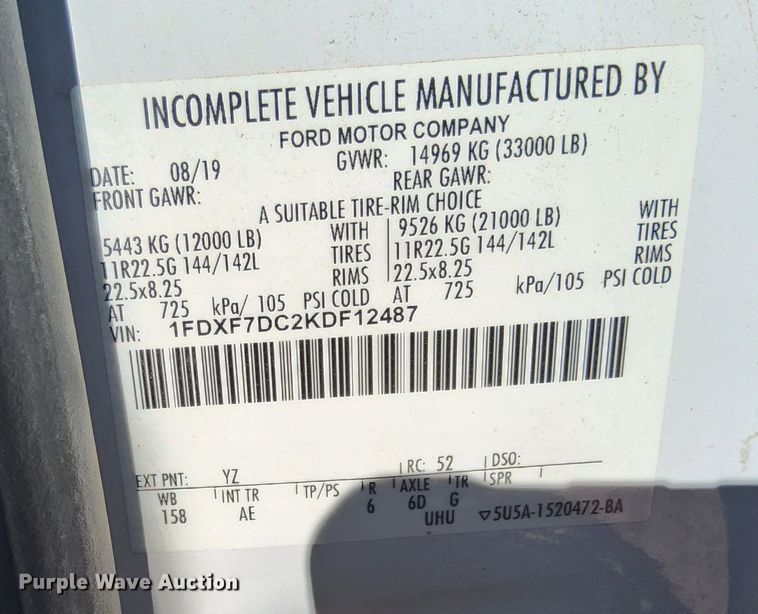 INCOMPLETE VEHICLE MANUFACTURED BY
FORD MOTOR COMPANY
DATE: 08/19 GVWR: 14969 KG (33000 LB)
FRONT GAWR: REAR GAWR:
A SUITABLE TIRE-RIM CHOICE
5443 KG (12000 LB) WITH 9526 KG (21000 LB) WITH
11R22.5G 144/142L TIRES 11R22.5G 144/142L TIRES
22.5x8.25 RIMS 22.5x8.25 RIMS
AT 725 kPa/ 105 PSI COLD AT 725 kPa/105 PSI COLD
VIN: 1FDXF7DC2KDF12487
EXT PNT: YZ RC: 52 DSO:
WB INT TR TP/PS R AXLE TR SPR
158 AE 6 6D G
UHU 5U5A-1520472-BA
Purple Wave Auction